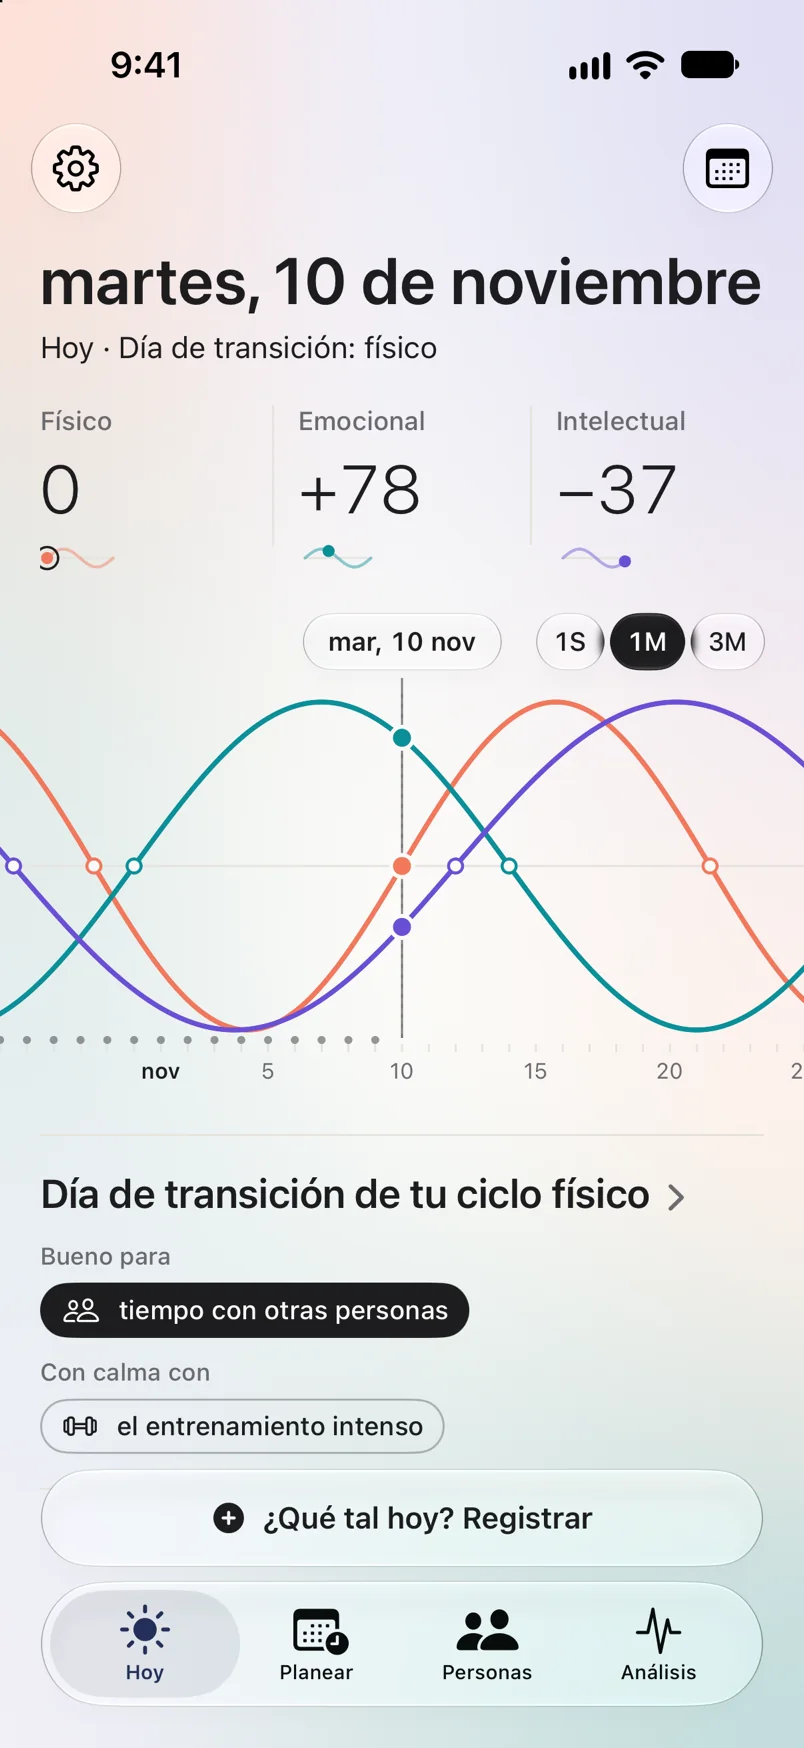 9:41
martes, 10 de noviembre
Hoy · Día de transición: físico
Físico
Emocional
Intelectual
0
+78
−37
mar, 10 nov
1S
1M
3M
nov
5
10
15
20
2
Día de transición de tu ciclo físico
Bueno para
tiempo con otras personas
Con calma con
el entrenamiento intenso
¿Qué tal hoy? Registrar
Hoy
Planear
Personas
Análisis